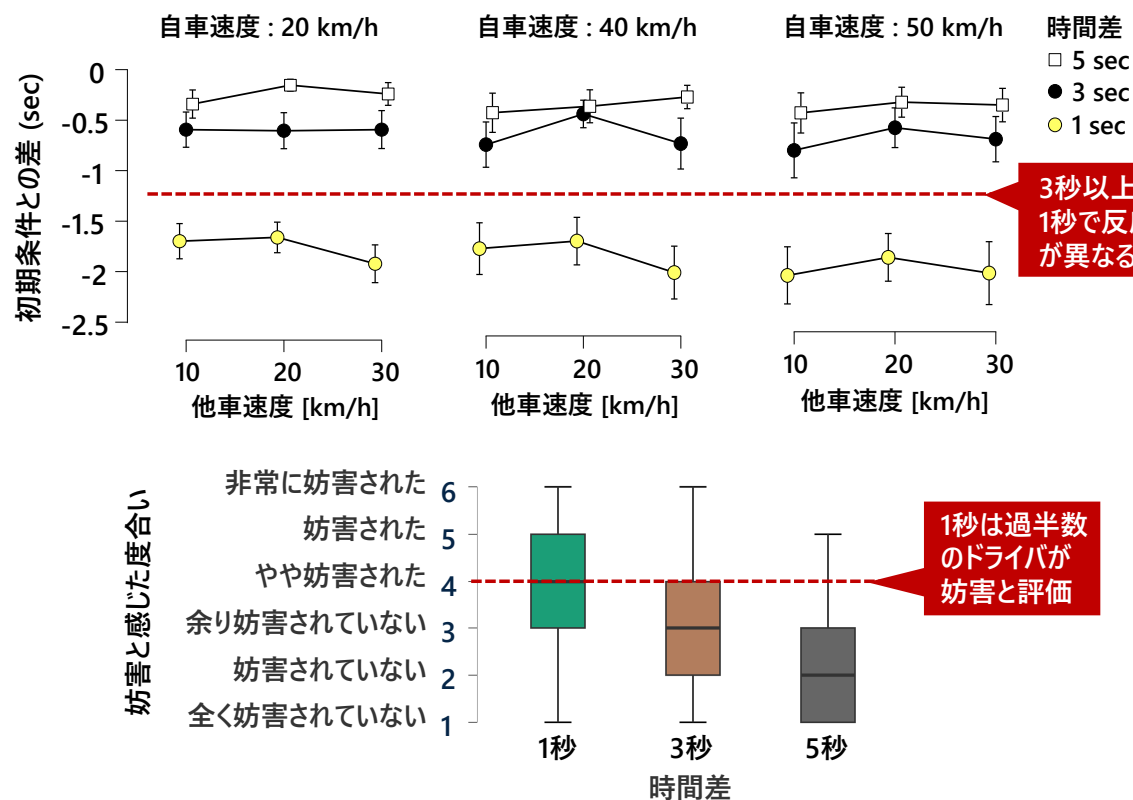 自車速度 : 20 km/h
自車速度 : 40 km/h
自車速度 : 50 km/h
時間差
5 sec
3 sec
1 sec
初期条件との差 (sec)
0
-0.5
-1
-1.5
-2
-2.5
3秒以上
1秒で反
が異なる
10 20 30
10 20 30
10 20 30
他車速度 [km/h]
他車速度 [km/h]
他車速度 [km/h]
妨害と感じた度合い
非常に妨害された 6
妨害された 5
やや妨害された 4
余り妨害されていない 3
妨害されていない 2
全く妨害されていない 1
1秒は過半数
のドライバが
妨害と評価
1秒 3秒 5秒
時間差